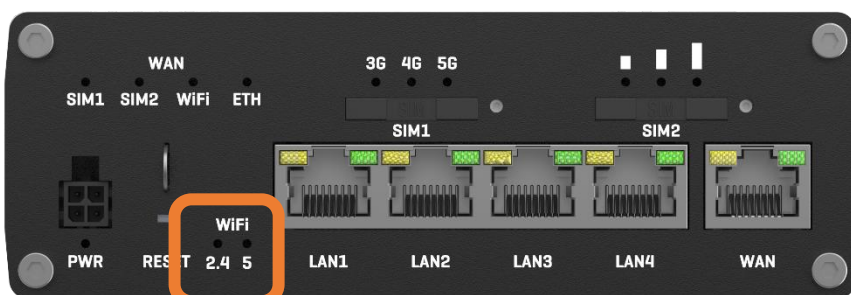 WAN
3G 4G 5G
SIM1 SIM2 WiFi ETH
SIM1
SIM2
WiFi
PWR RESET 2.4 5 LAN1 LAN2 LAN3 LAN4 WAN